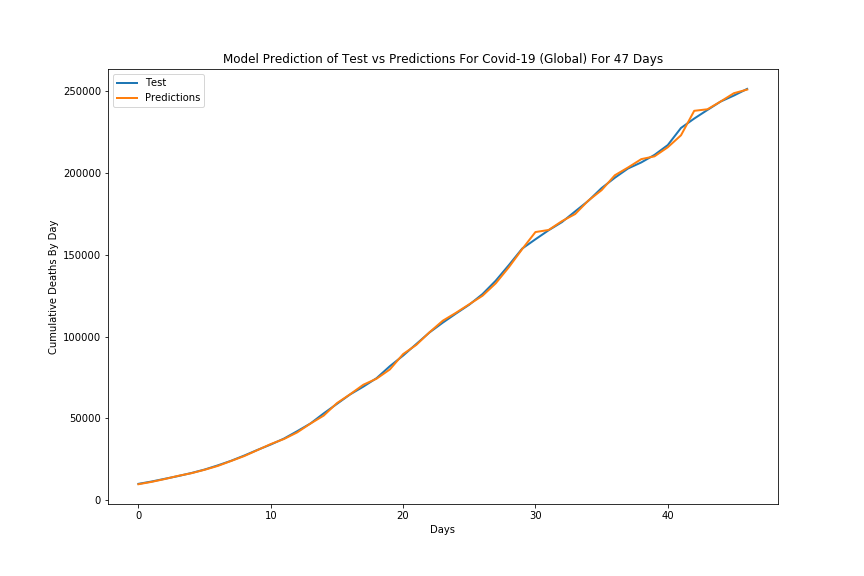 Model Prediction of Test vs Predictions For Covid-19 (Global) For 47 Days
Test
Predictions
250000
200000
150000
100000
50000
0
Cumulative Deaths By Day
0 10 20 30 40
Days